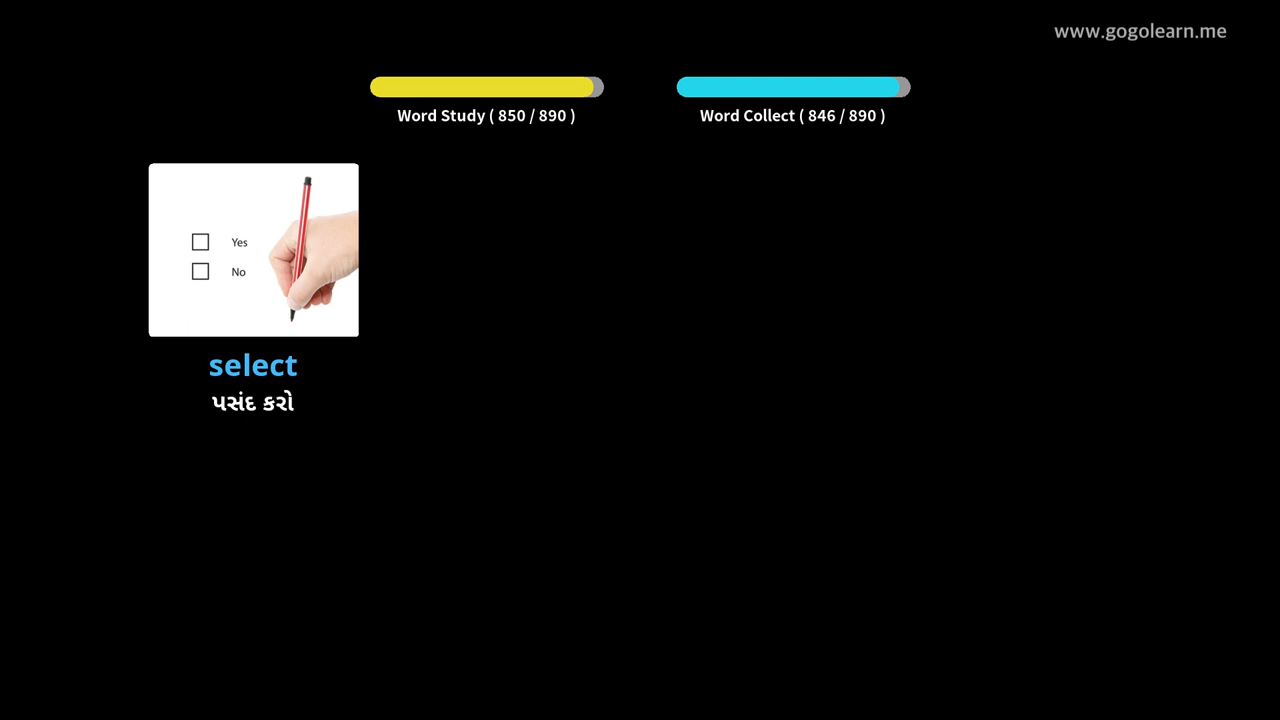 www.gogolearn.me
Word Study ( 850 / 890 )
Word Collect ( 846 / 890 )
Yes
No
select
પસંદ કરો